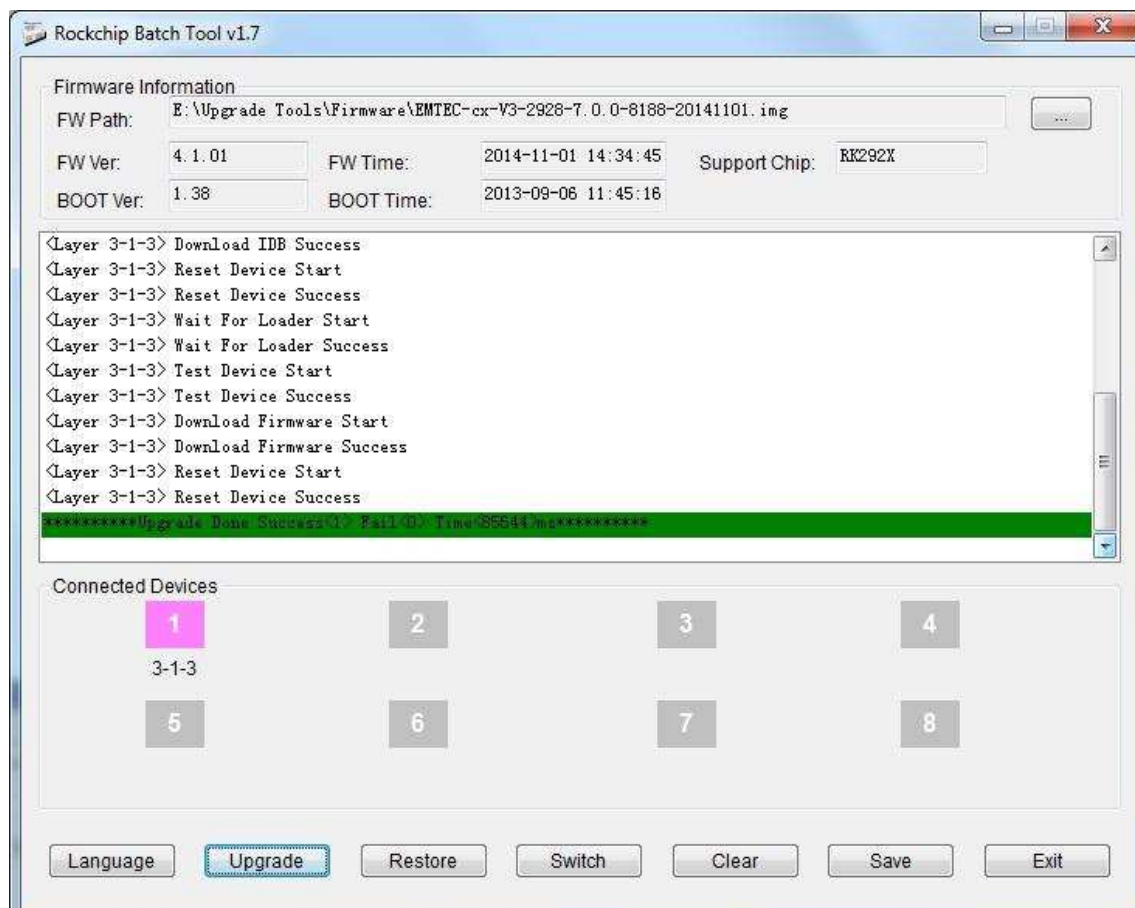 Rockchip Batch Tool v1.7
Firmware Information
FW Path: E:\Upgrade Tools\Firmware\EMTEC-cx-V3-2928-7.0.0-8188-20141101.img ...
FW Ver: 4.1.01 FW Time: 2014-11-01 14:34:45 Support Chip: RK292X
BOOT Ver: 1.38 BOOT Time: 2013-09-06 11:45:16
<Layer 3-1-3> Download IDB Success
<Layer 3-1-3> Reset Device Start
<Layer 3-1-3> Reset Device Success
<Layer 3-1-3> Wait For Loader Start
<Layer 3-1-3> Wait For Loader Success
<Layer 3-1-3> Test Device Start
<Layer 3-1-3> Test Device Success
<Layer 3-1-3> Download Firmware Start
<Layer 3-1-3> Download Firmware Success
<Layer 3-1-3> Reset Device Start
<Layer 3-1-3> Reset Device Success
**********Upgrade Done Success<1> Fail<0> Time<85644>ms**********
Connected Devices
1 2 3 4
3-1-3
5 6 7 8
Language Upgrade Restore Switch Clear Save Exit